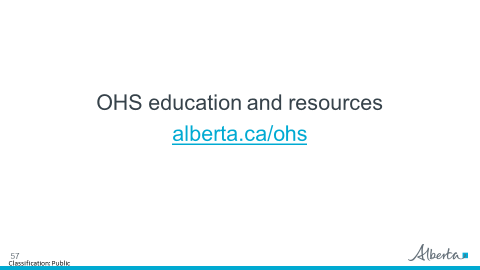 OHS education and resources
alberta.ca/ohs
57
Classification: Public
Alberta